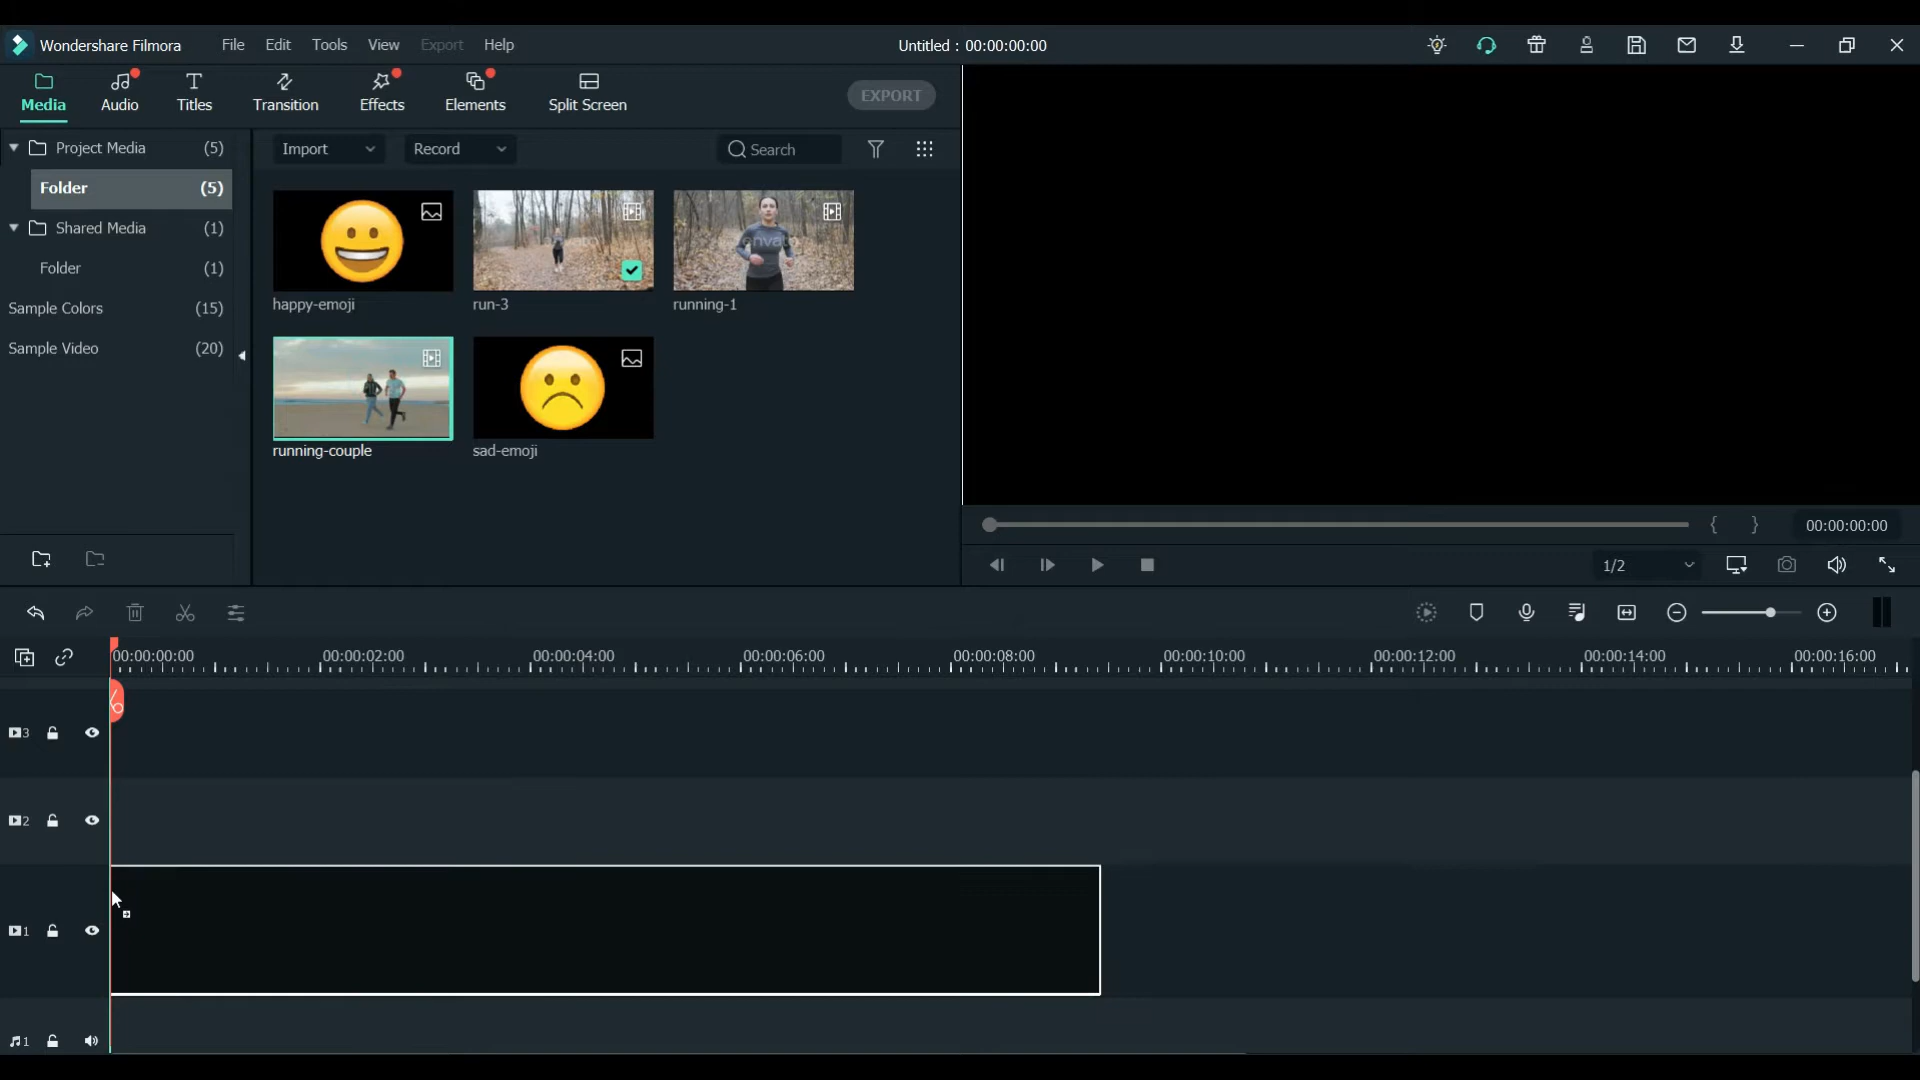 Wondershare Filmora File Edit Tools View Export Help Untitled : 00:00:00:00
Media Audio Titles Transition Effects Elements Split Screen EXPORT
Project Media (5)
Folder (5)
Shared Media (1)
Folder (1)
Sample Colors (15)
Sample Video (20)
Import Record Search
happy-emoji run-3 running-1
running-couple sad-emoji
{ } 00:00:00:00
1/2
00:00:00:00 00:00:02:00 00:00:04:00 00:00:06:00 00:00:08:00 00:00:10:00 00:00:12:00 00:00:14:00 00:00:16:00
3
2
1
1